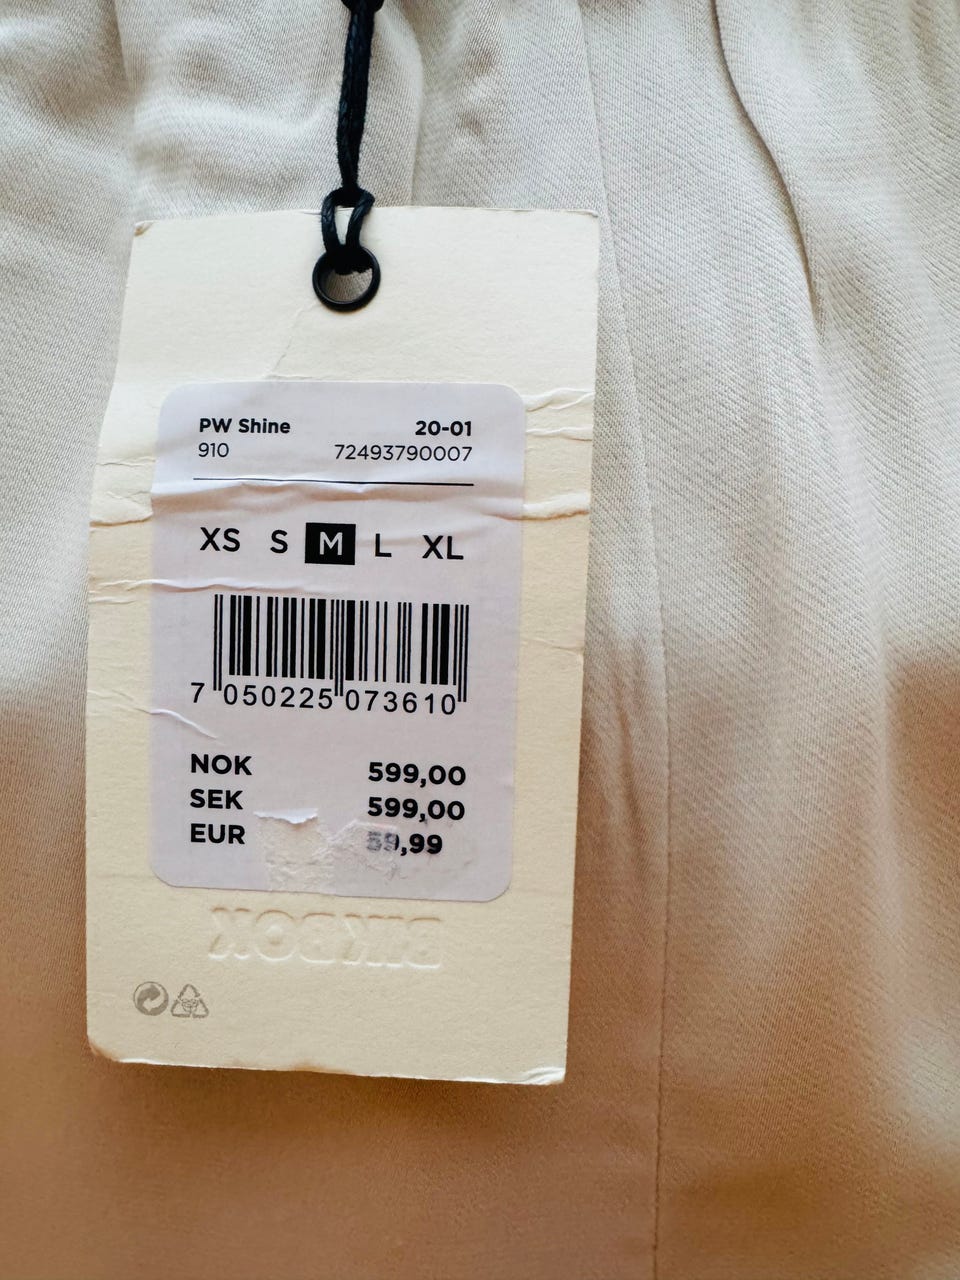 PW Shine 20-01
910 72493790007
XS S M L XL
7 050225 073610
NOK 599,00
SEK 599,00
EUR 59,99
BIKBOK